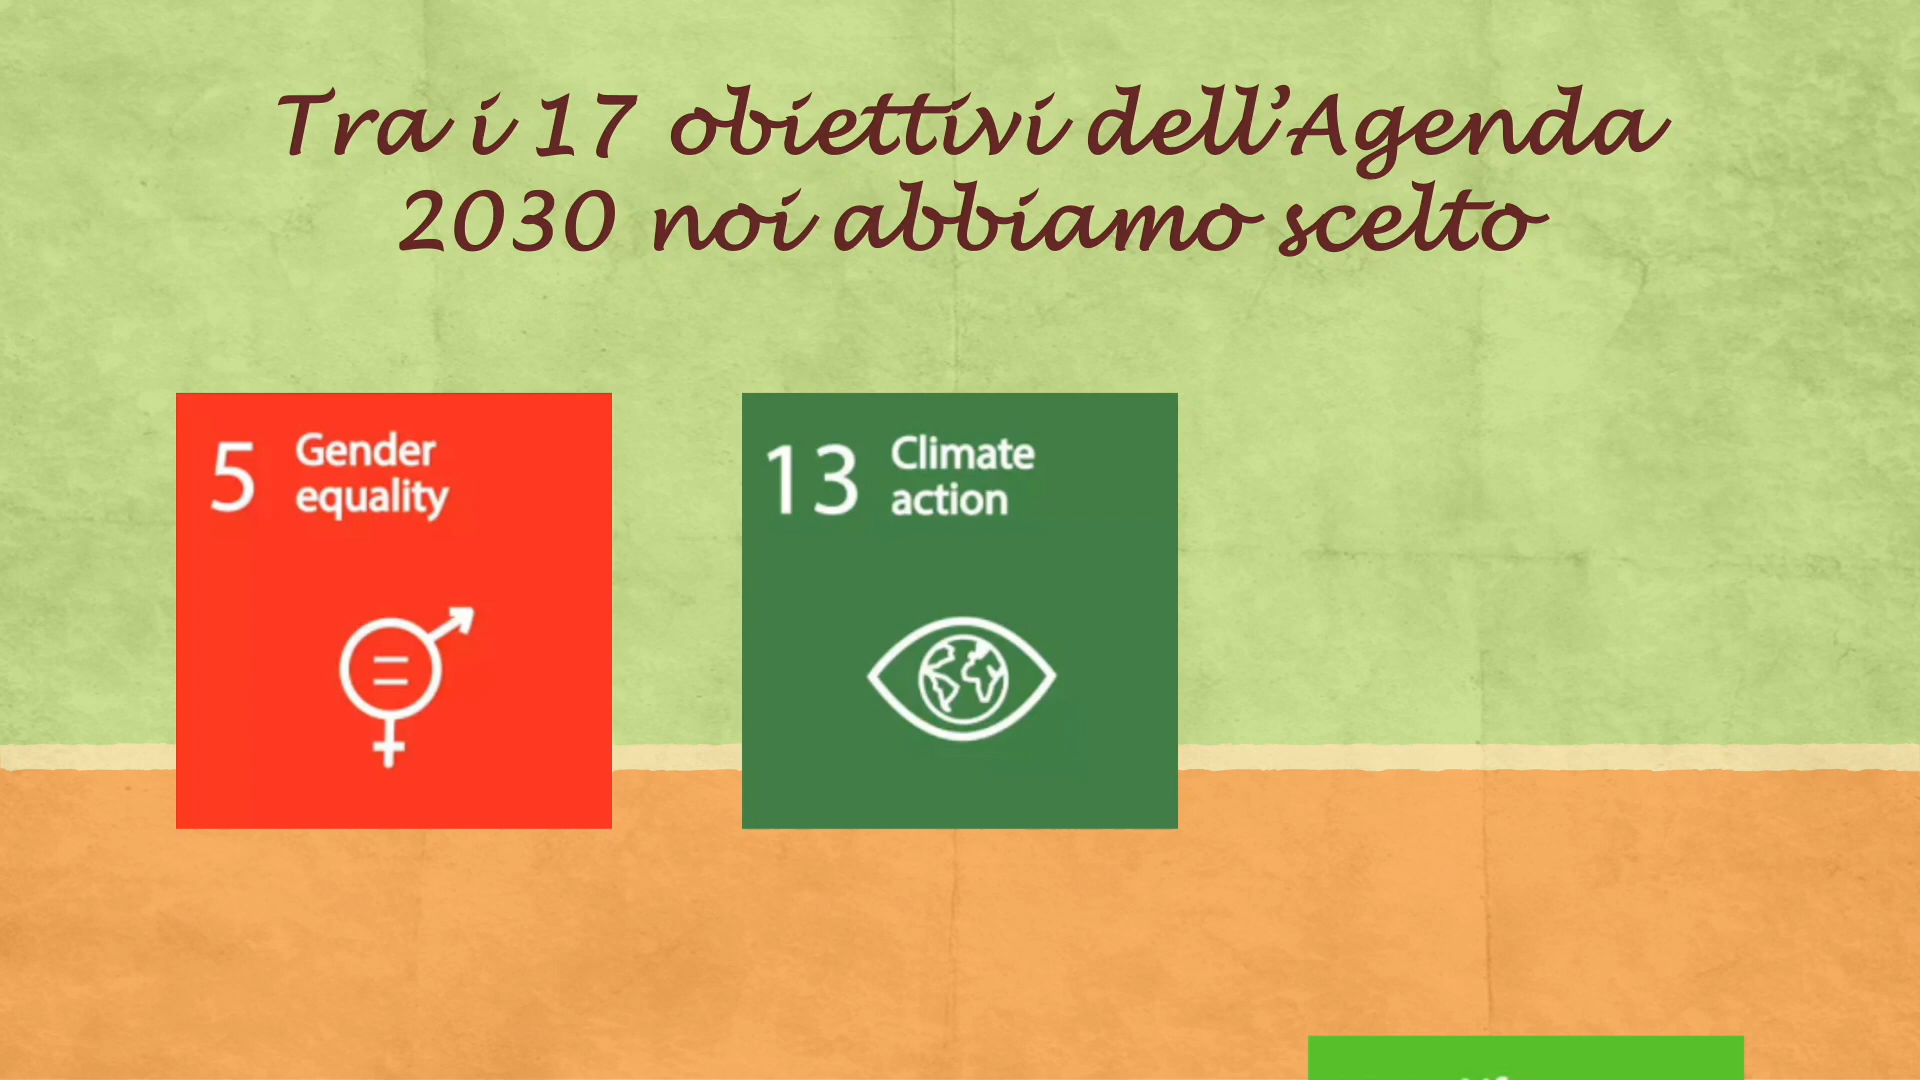 Tra i 17 obiettivi dell’Agenda
2030 noi abbiamo scelto
5 Gender
equality
13 Climate
action